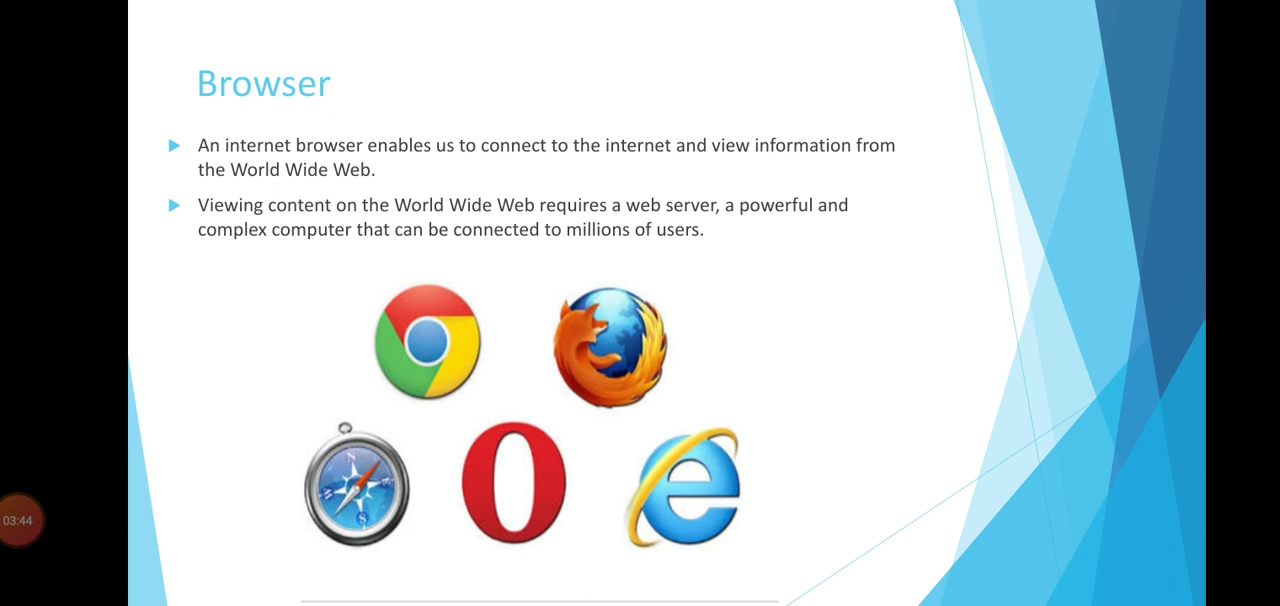 Browser
An internet browser enables us to connect to the internet and view information from
the World Wide Web.
Viewing content on the World Wide Web requires a web server, a powerful and
complex computer that can be connected to millions of users.
N
W E
S
03:44